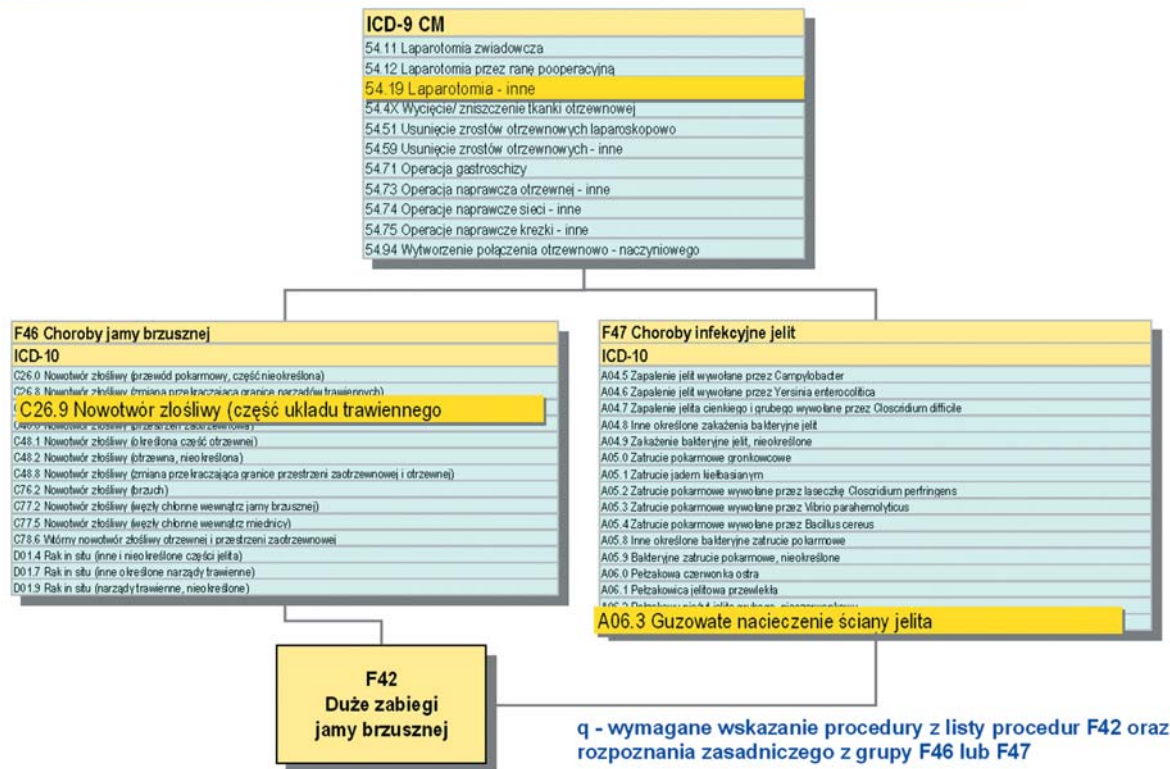 ICD-9 CM
54.11 Laparotomia zwiadowcza
54.12 Laparotomia przez ranę pooperacyjną
54.19 Laparotomia - inne
54.4X Wycięcie/ zniszczenie tkanki otrzewnowej
54.51 Usunięcie zrostów otrzewnowych laparoskopowo
54.59 Usunięcie zrostów otrzewnowych - inne
54.71 Operacja gastroschizy
54.73 Operacja naprawcza otrzewnej - inne
54.74 Operacje naprawcze sieci - inne
54.75 Operacje naprawcze krezki - inne
54.94 Wytworzenie połączenia otrzewnowo - naczyniowego
F46 Choroby jamy brzusznej
ICD-10
C26.0 Nowotwór złośliwy (przewód pokarmowy, część nieokreślona)
C26.8 Nowotwór złośliwy (zmiana przekraczająca granice narządów trawiennych)
C26.9 Nowotwór złośliwy (część układu trawiennego
C48.0 Nowotwór złośliwy (przestrzeń zaotrzewnowa)
C48.1 Nowotwór złośliwy (określona część otrzewnej)
C48.2 Nowotwór złośliwy (otrzewna, nieokreślona)
C48.8 Nowotwór złośliwy (zmiana przekraczająca granice przestrzeni zaotrzewnowej i otrzewnej)
C76.2 Nowotwór złośliwy (brzuch)
C77.2 Nowotwór złośliwy (węzły chłonne wewnątrz jamy brzusznej)
C77.5 Nowotwór złośliwy (węzły chłonne wewnątrz miednicy)
C78.6 Wtórny nowotwór złośliwy otrzewnej i przestrzeni zaotrzewnowej
D01.4 Rak in situ (inne i nieokreślone części jelita)
D01.7 Rak in situ (inne określone narządy trawienne)
D01.9 Rak in situ (narządy trawienne, nieokreślone)
F47 Choroby infekcyjne jelit
ICD-10
A04.5 Zapalenie jelit wywołane przez Campylobacter
A04.6 Zapalenie jelit wywołane przez Yersinia enterocolitica
A04.7 Zapalenie jelita cienkiego i grubego wywołane przez Closcridium difficile
A04.8 Inne określone zakażenia bakteryjne jelit
A04.9 Zakażenie bakteryjne jelit, nieokreślone
A05.0 Zatrucie pokarmowe gronkowcowe
A05.1 Zatrucie jadem kiełbasianym
A05.2 Zatrucie pokarmowe wywołane przez laseczkę Closcridium perfringens
A05.3 Zatrucie pokarmowe wywołane przez Vibrio parahemolyticus
A05.4 Zatrucie pokarmowe wywołane przez Bacillus cereus
A05.8 Inne określone bakteryjne zatrucie pokarmowe
A05.9 Bakteryjne zatrucie pokarmowe, nieokreślone
A06.0 Pełzakowa czerwonka ostra
A06.1 Pełzakowica jelitowa przewlekła
A06.3 Guzowate nacieczenie ściany jelita
F42
Duże zabiegi
jamy brzusznej
q - wymagane wskazanie procedury z listy procedur F42 oraz
rozpoznania zasadniczego z grupy F46 lub F47